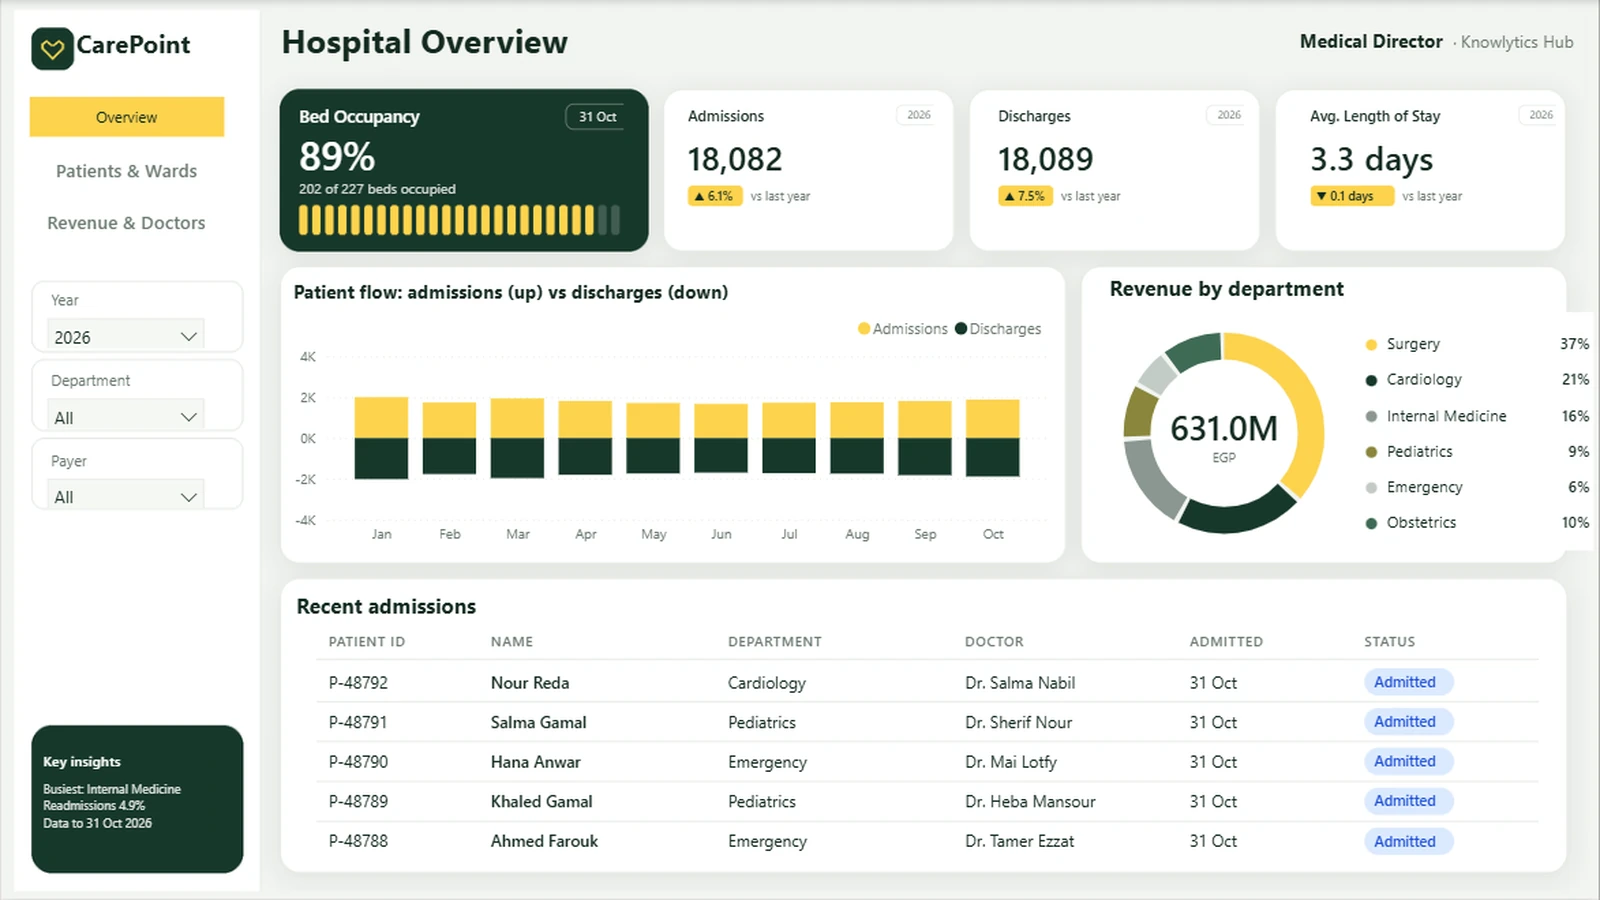 CarePoint
Overview
Patients & Wards
Revenue & Doctors
Year
2026
Department
All
Payer
All
Key insights
Busiest: Internal Medicine
Readmissions 4.9%
Data to 31 Oct 2026
Hospital Overview
Medical Director · Knowlytics Hub
Bed Occupancy 31 Oct
89%
202 of 227 beds occupied
Admissions 2026
18,082
▲ 6.1% vs last year
Discharges 2026
18,089
▲ 7.5% vs last year
Avg. Length of Stay 2026
3.3 days
▼ 0.1 days vs last year
Patient flow: admissions (up) vs discharges (down)
Admissions Discharges
4K
2K
0K
-2K
-4K
Jan Feb Mar Apr May Jun Jul Aug Sep Oct
Revenue by department
631.0M
EGP
Surgery 37%
Cardiology 21%
Internal Medicine 16%
Pediatrics 9%
Emergency 6%
Obstetrics 10%
Recent admissions
PATIENT ID NAME DEPARTMENT DOCTOR ADMITTED STATUS
P-48792 Nour Reda Cardiology Dr. Salma Nabil 31 Oct Admitted
P-48791 Salma Gamal Pediatrics Dr. Sherif Nour 31 Oct Admitted
P-48790 Hana Anwar Emergency Dr. Mai Lotfy 31 Oct Admitted
P-48789 Khaled Gamal Pediatrics Dr. Heba Mansour 31 Oct Admitted
P-48788 Ahmed Farouk Emergency Dr. Tamer Ezzat 31 Oct Admitted